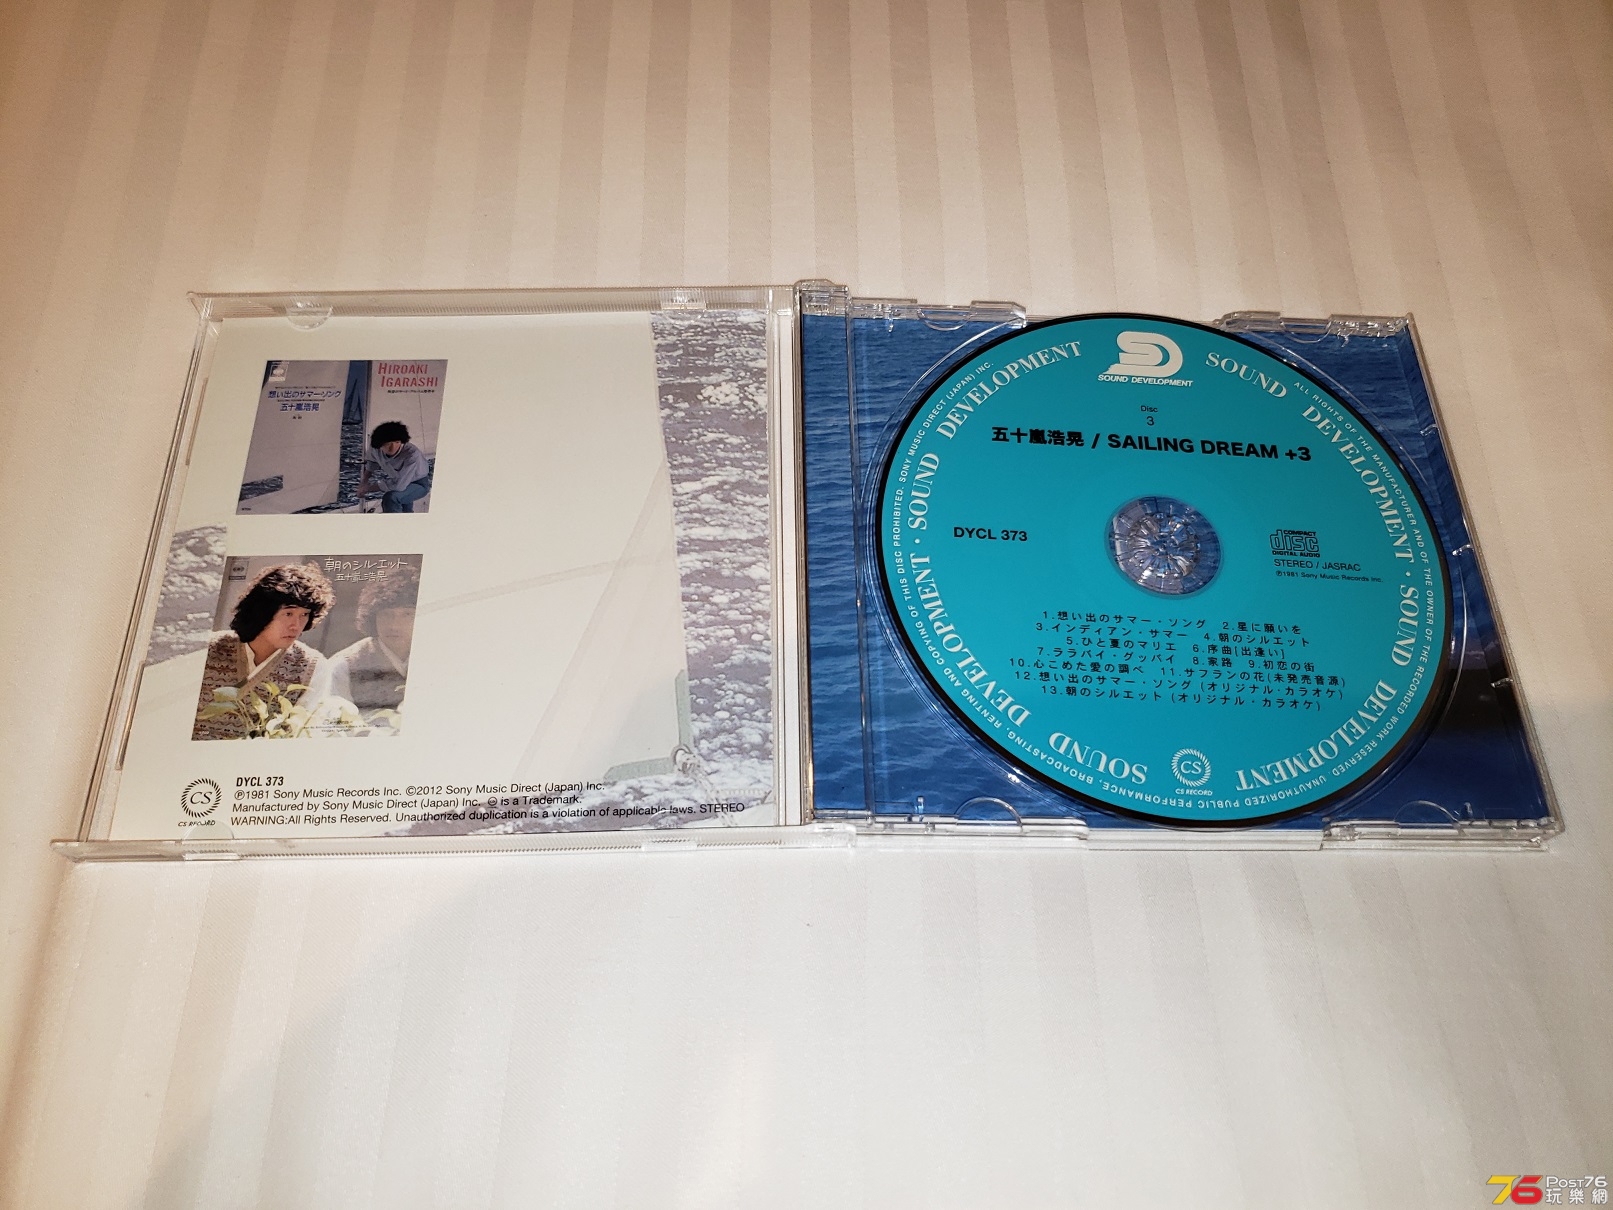 HIROAKI
IGARASHI
想い出のサマー・ソング
五十嵐浩晃
朝のシルエット
五十嵐浩晃
CS
CS RECORD
DYCL 373
℗1981 Sony Music Records Inc. ©2012 Sony Music Direct (Japan) Inc.
Manufactured by Sony Music Direct (Japan) Inc. is a Trademark.
WARNING:All Rights Reserved. Unauthorized duplication is a violation of applicable laws. STEREO
SOUND DEVELOPMENT
SOUND DEVELOPMENT · SOUND DEVELOPMENT
SOUND DEVELOPMENT · SOUND DEVELOPMENT
ALL RIGHTS OF THE MANUFACTURER AND OF THE OWNER OF THE RECORDED WORK RESERVED. UNAUTHORIZED PUBLIC PERFORMANCE, BROADCASTING, RENTING AND COPYING OF THIS DISC PROHIBITED. SONY MUSIC DIRECT (JAPAN) INC.
Disc
3
五十嵐浩晃 / SAILING DREAM +3
DYCL 373
COMPACT
disc
DIGITAL AUDIO
STEREO / JASRAC
℗1981 Sony Music Records Inc.
1.想い出のサマー・ソング 2.星に願いを
3.インディアン・サマー 4.朝のシルエット
5.ひと夏のマリエ 6.序曲[出逢い]
7.ララバイ・グッバイ 8.家路 9.初恋の街
10.心こめた愛の調べ 11.サフランの花(未発売音源)
12.想い出のサマー・ソング (オリジナル・カラオケ)
13.朝のシルエット (オリジナル・カラオケ)
CS
CS RECORD
76 Post76
玩樂網